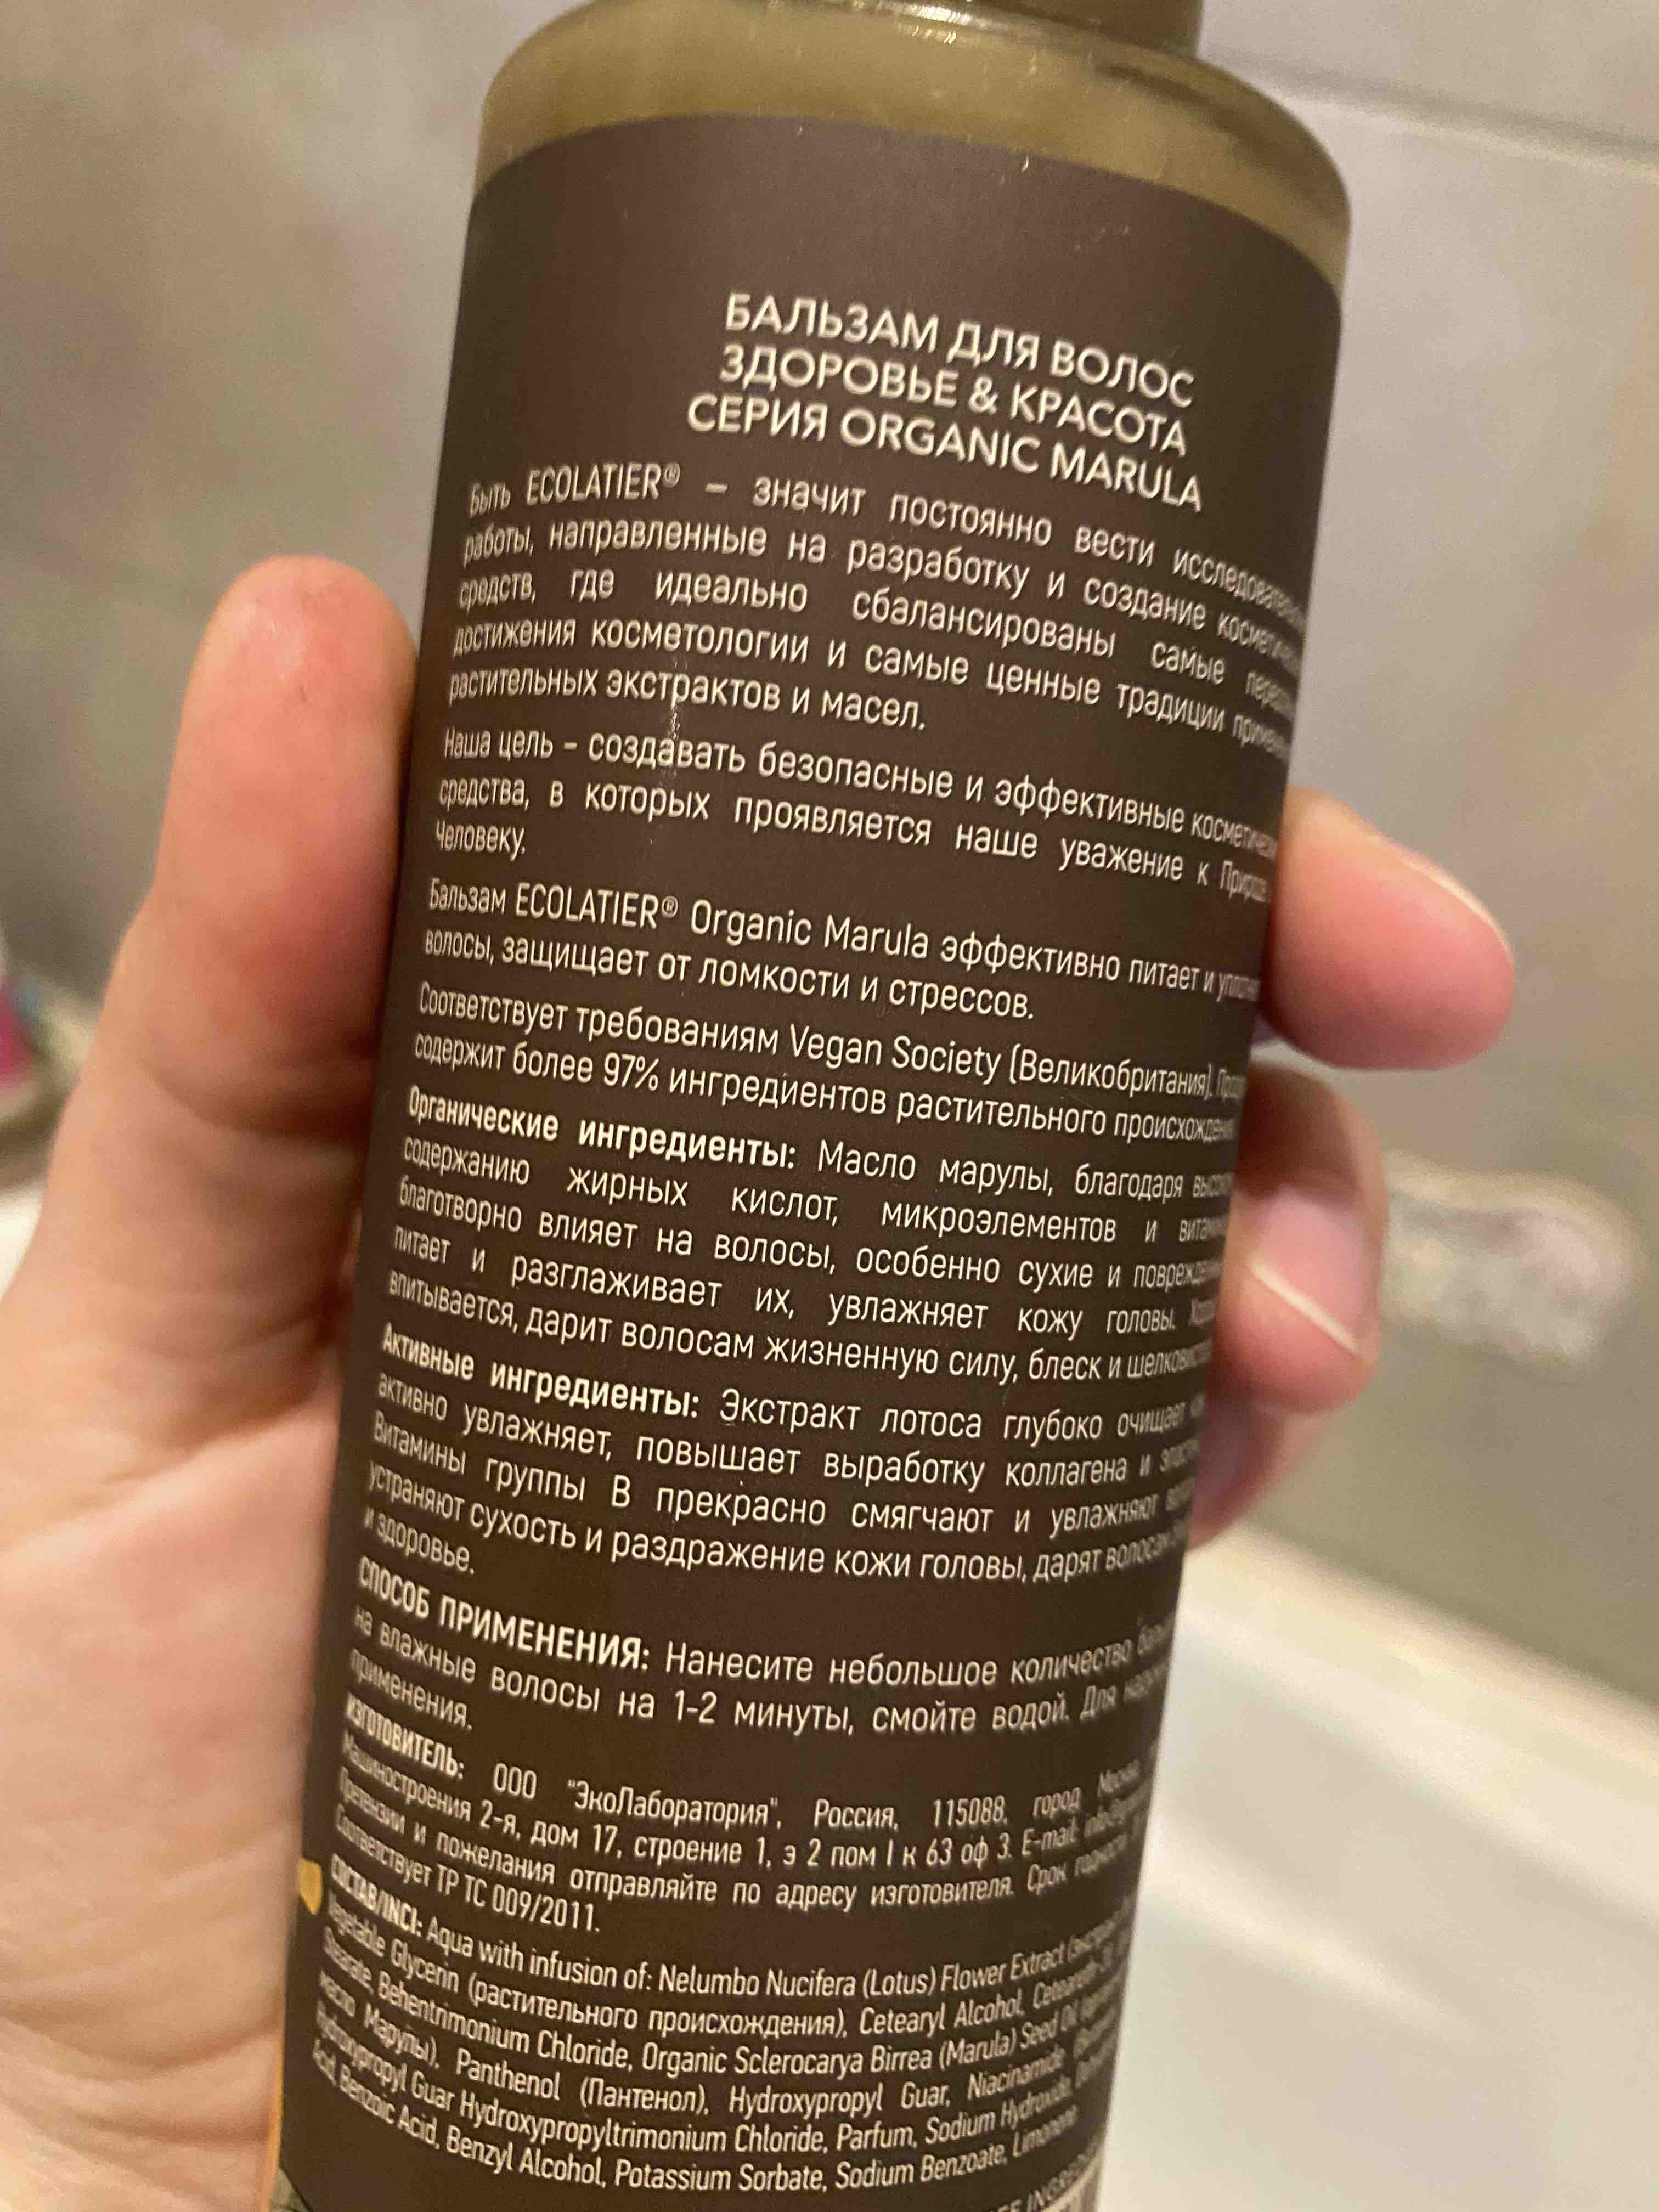 БАЛЬЗАМ ДЛЯ ВОЛОС
ЗДОРОВЬЕ & КРАСОТА
СЕРИЯ ORGANIC MARULA
Быть ECOLATIER® – значит постоянно вести
работы, направленные на разработку и создание
средств, где идеально сбалансированы самые
достижения косметологии и самые ценные традиции
растительных экстрактов и масел.
Наша цель – создавать безопасные и эффективные
средства, в которых проявляется наше уважение к Природе
Человеку.
Бальзам ECOLATIER® Organic Marula эффективно питает и
волосы, защищает от ломкости и стрессов.
Соответствует требованиям Vegan Society (Великобритания).
содержит более 97% ингредиентов растительного
Органические ингредиенты: Масло марулы, благодаря
содержанию жирных кислот, микроэлементов и
благотворно влияет на волосы, особенно сухие и
питает и разглаживает их, увлажняет кожу головы.
впитывается, дарит волосам жизненную силу, блеск и
Активные ингредиенты: Экстракт лотоса глубоко очищает
активно увлажняет, повышает выработку коллагена и
Витамины группы В прекрасно смягчают и увлажняют
устраняют сухость и раздражение кожи головы, дарят волосам
и здоровье.
СПОСОБ ПРИМЕНЕНИЯ: Нанесите небольшое количество
на влажные волосы на 1-2 минуты, смойте водой. Для
применения.
ИЗГОТОВИТЕЛЬ: ООО "ЭкоЛаборатория", Россия, 115088, город Москва,
Машиностроения 2-я, дом 17, строение 1, э 2 пом I к 63 оф 3. E-mail:
Претензии и пожелания отправляйте по адресу изготовителя. Срок
Соответствует ТР ТС 009/2011.
СОСТАВ/INCI: Aqua with infusion of: Nelumbo Nucifera (Lotus) Flower Extract
Vegetable Glycerin (растительного происхождения), Cetearyl Alcohol,
Stearate, Behentrimonium Chloride, Organic Sclerocarya Birrea (Marula) Seed Oil
масло Марулы), Panthenol (Пантенол), Hydroxypropyl Guar, Niacinamide
Hydroxypropyl Guar Hydroxypropyltrimonium Chloride, Parfum, Sodium Hydroxide,
Acid, Benzoic Acid, Benzyl Alcohol, Potassium Sorbate, Sodium Benzoate, Limonene